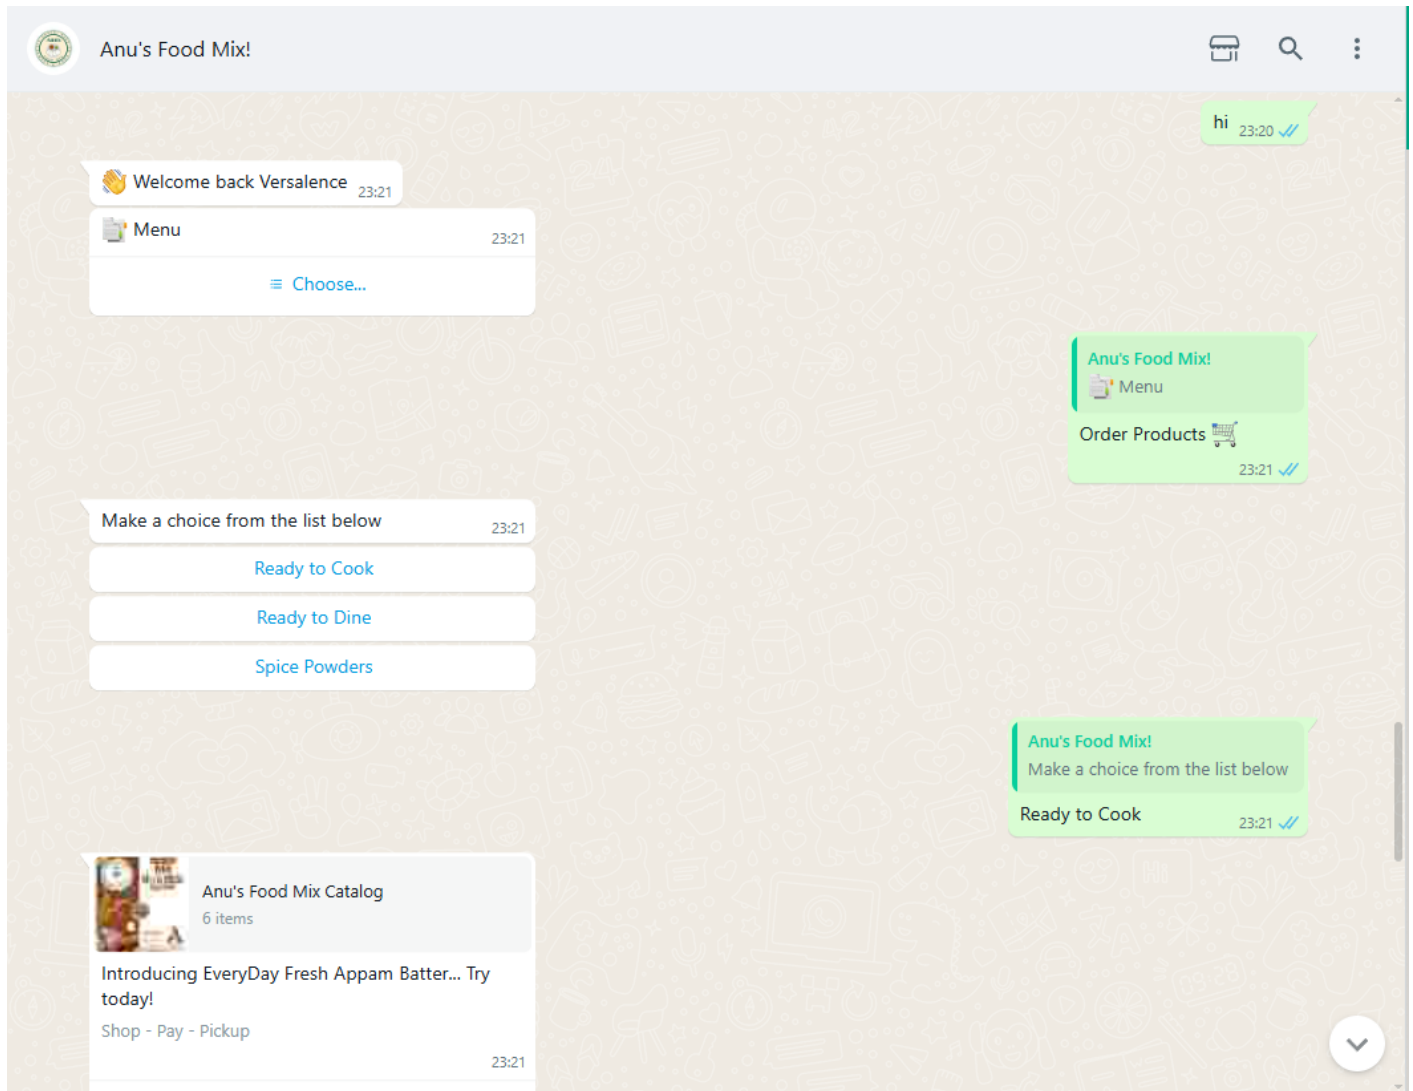 Anu's Food Mix!
hi 23:20
👋 Welcome back Versalence 23:21
Menu 23:21
Choose...
Anu's Food Mix!
Menu
Order Products 🛒
23:21
Make a choice from the list below 23:21
Ready to Cook
Ready to Dine
Spice Powders
Anu's Food Mix!
Make a choice from the list below
Ready to Cook 23:21
Anu's Food Mix Catalog
6 items
Introducing EveryDay Fresh Appam Batter... Try
today!
Shop - Pay - Pickup
23:21